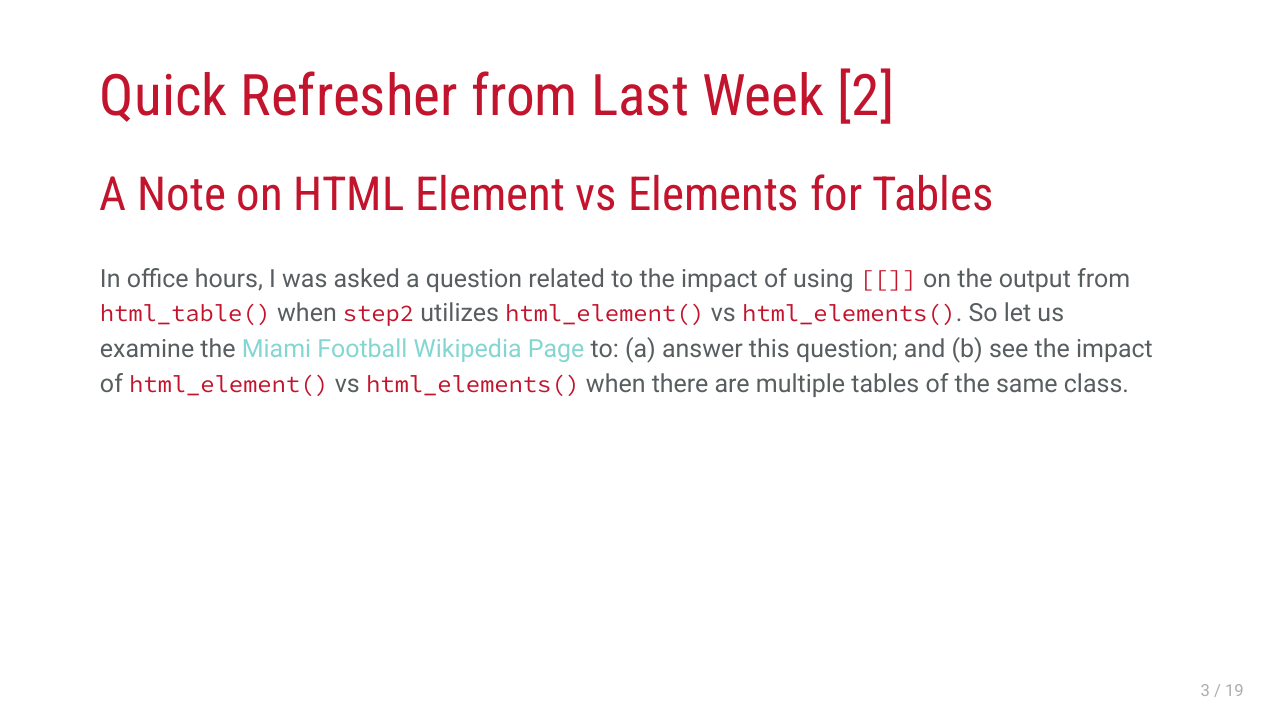 Quick Refresher from Last Week [2]
A Note on HTML Element vs Elements for Tables
In office hours, I was asked a question related to the impact of using [[]] on the output from
html_table() when step2 utilizes html_element() vs html_elements(). So let us
examine the Miami Football Wikipedia Page to: (a) answer this question; and (b) see the impact
of html_element() vs html_elements() when there are multiple tables of the same class.
3 / 19